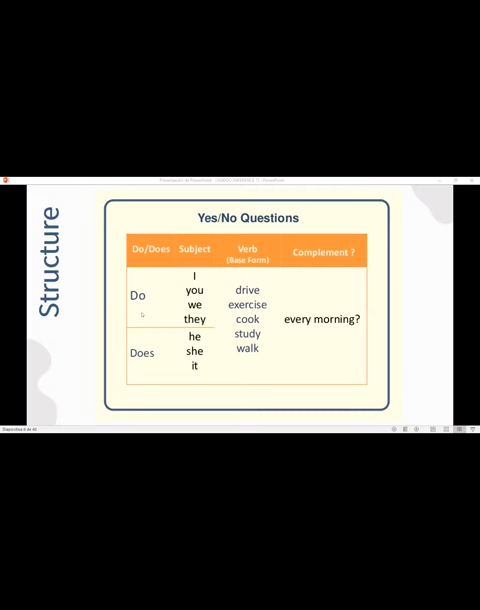 Structure
Yes/No Questions
Do/Does Subject Verb (Base Form) Complement ?
Do
I
you
we
they
Does
he
she
it
drive
exercise
cook
study
walk
every morning?